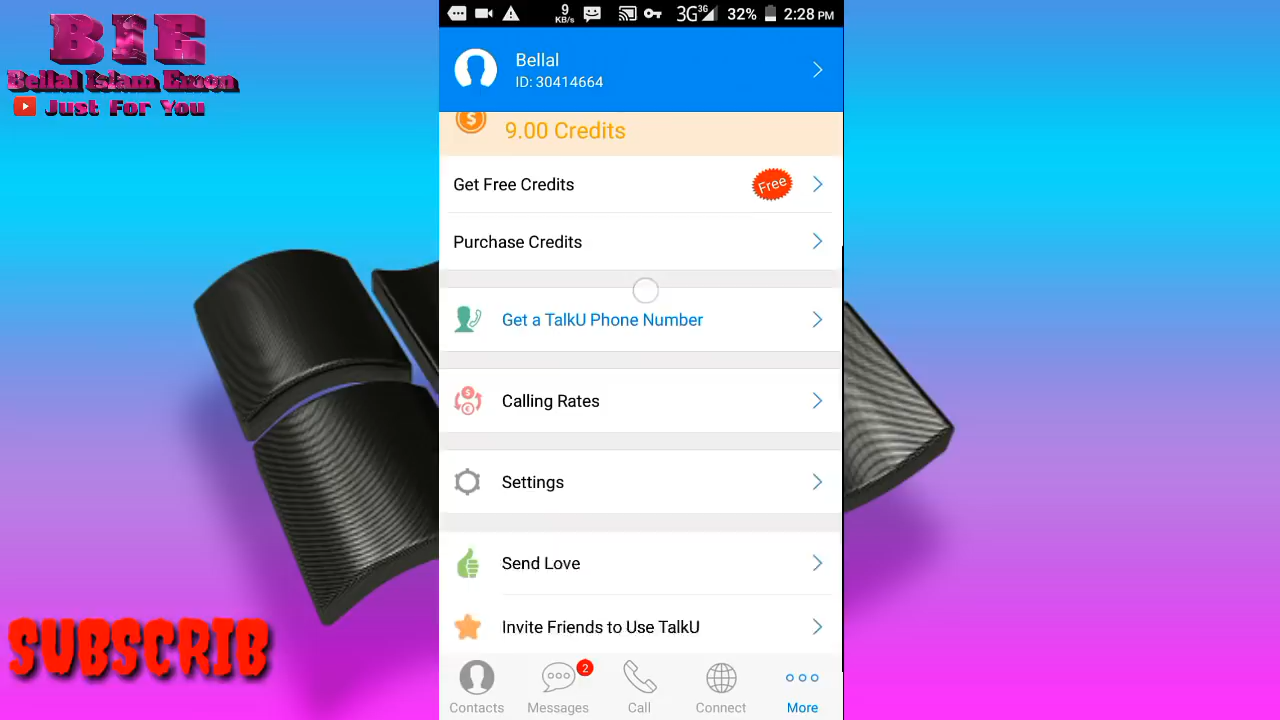 BIE
Bellal Islam Emon
Just For You
9
KB/s
3G 3G
32%
2:28 PM
Bellal
ID: 30414664
$
9.00 Credits
Get Free Credits
Free
Purchase Credits
Get a TalkU Phone Number
Calling Rates
Settings
Send Love
Invite Friends to Use TalkU
2
Contacts
Messages
Call
Connect
More
SUBSCRIB